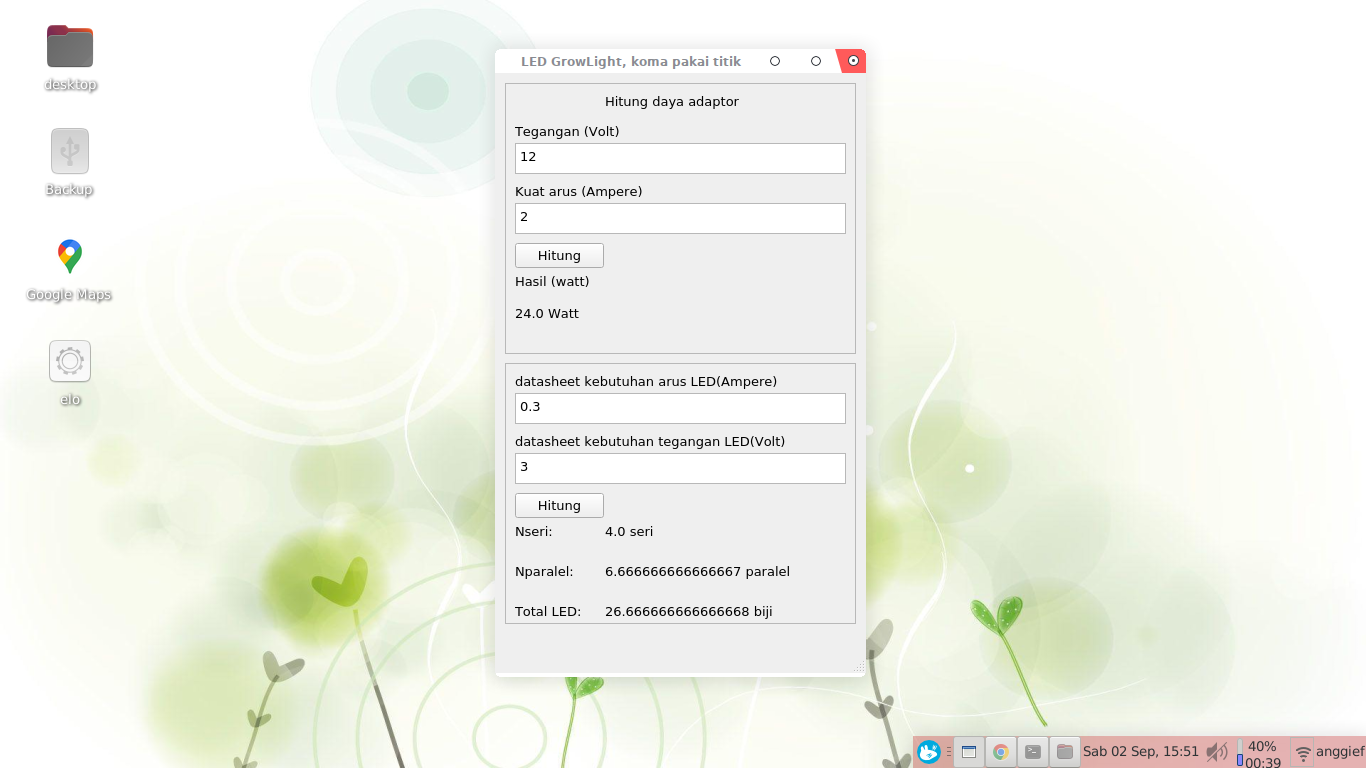 desktop
Backup
Google Maps
elo
LED GrowLight, koma pakai titik
Hitung daya adaptor
Tegangan (Volt)
12
Kuat arus (Ampere)
2
Hitung
Hasil (watt)
24.0 Watt
datasheet kebutuhan arus LED(Ampere)
0.3
datasheet kebutuhan tegangan LED(Volt)
3
Hitung
Nseri: 4.0 seri
Nparalel: 6.666666666666667 paralel
Total LED: 26.666666666666668 biji
Sab 02 Sep, 15:51
40%
00:39
anggief